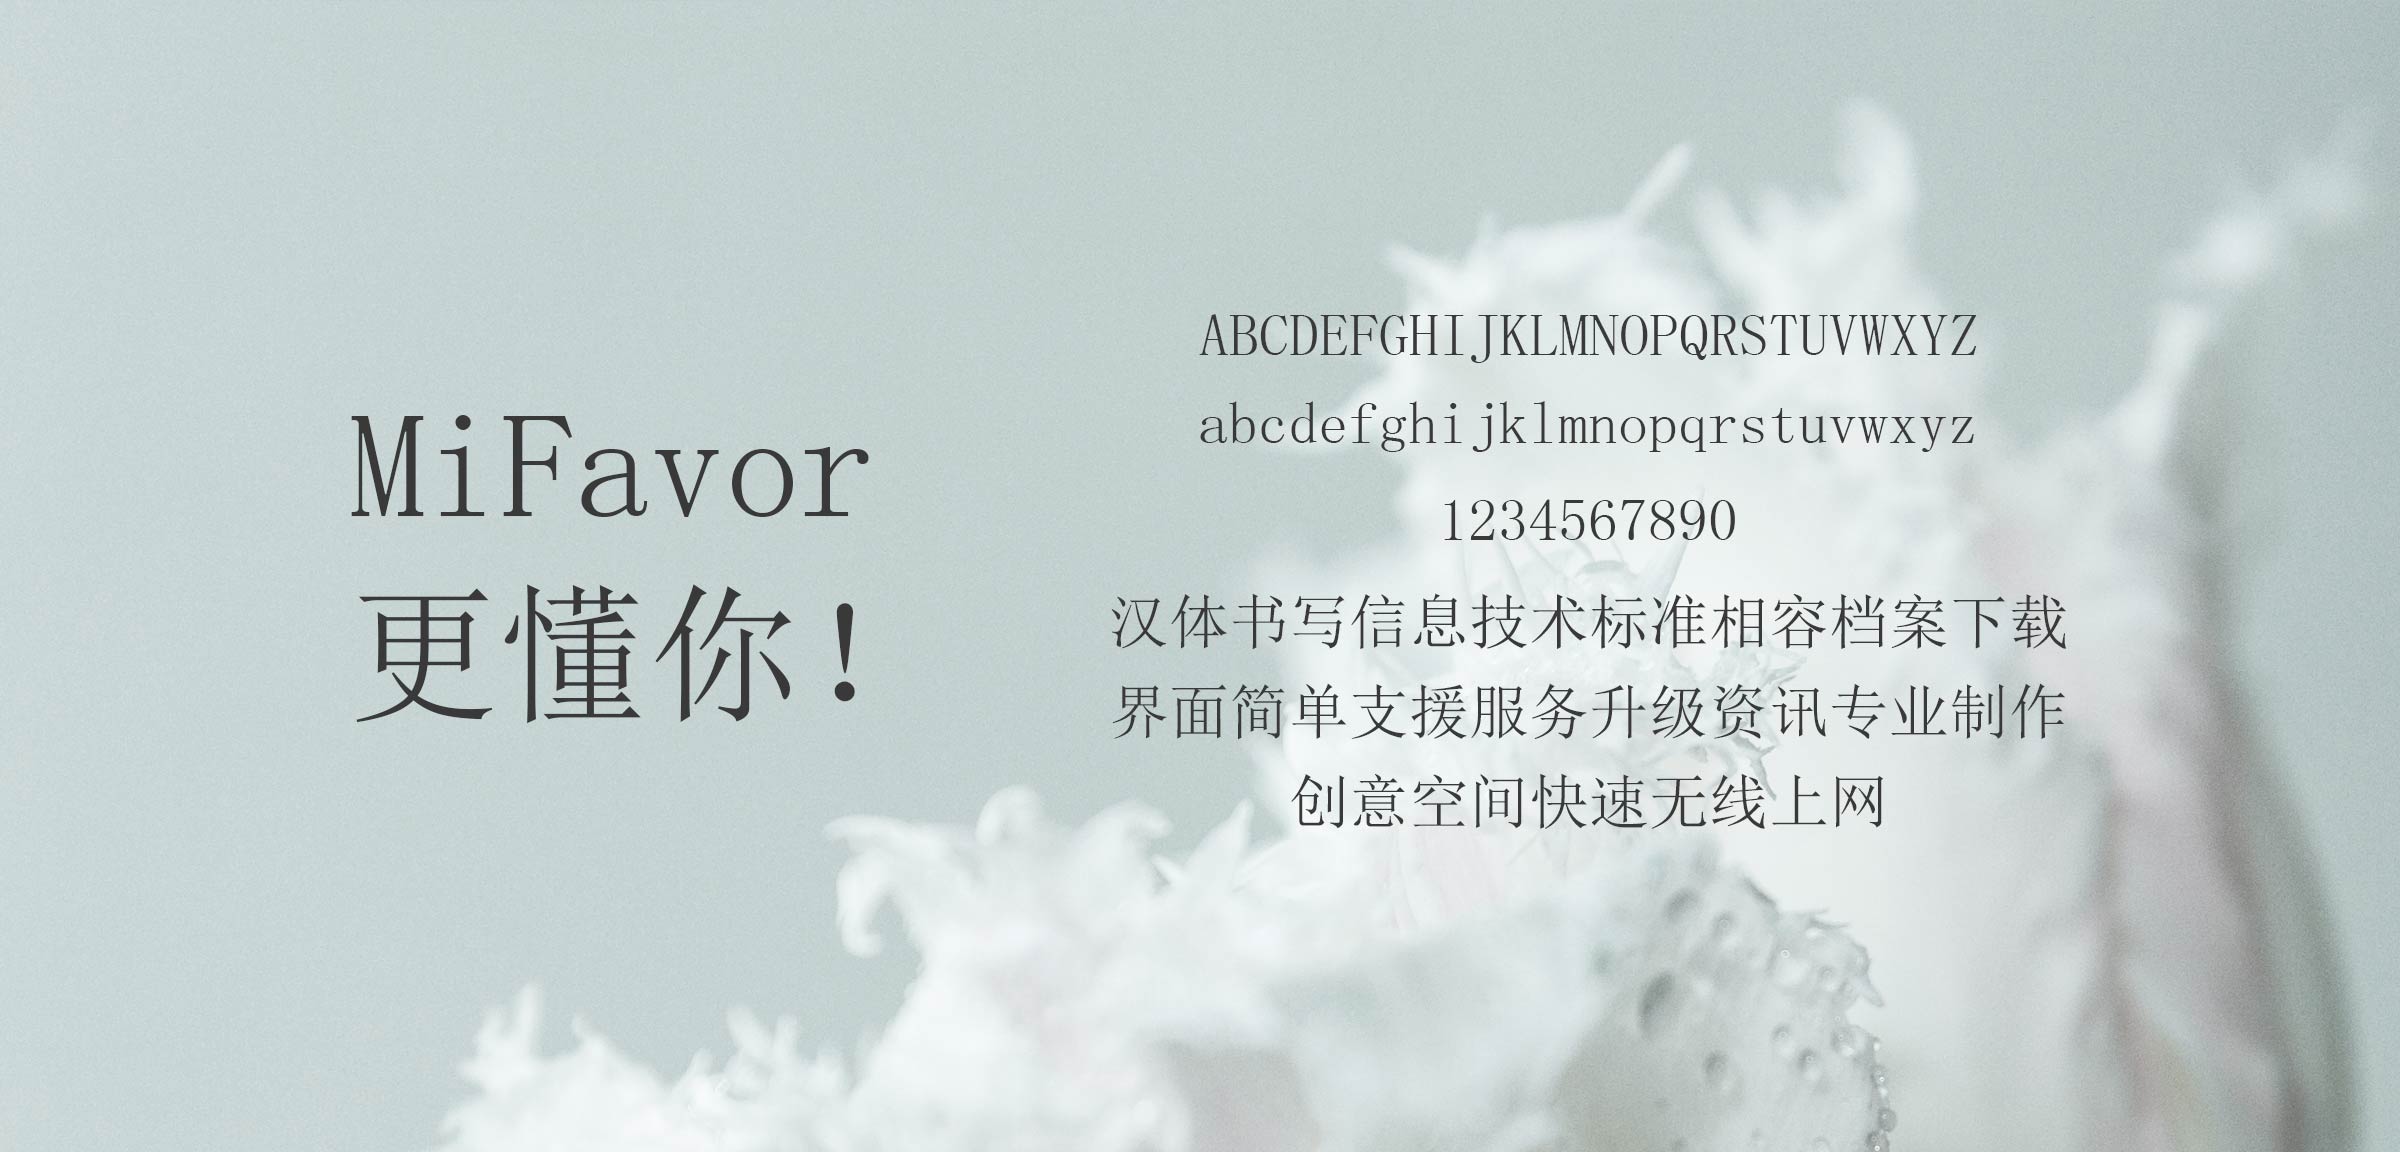 MiFavor
更懂你!
ABCDEFGHIJKLMNOPQRSTUVWXYZ
abcdefghijklmnopqrstuvwxyz
1234567890
汉体书写信息技术标准相容档案下载
界面简单支援服务升级资讯专业制作
创意空间快速无线上网